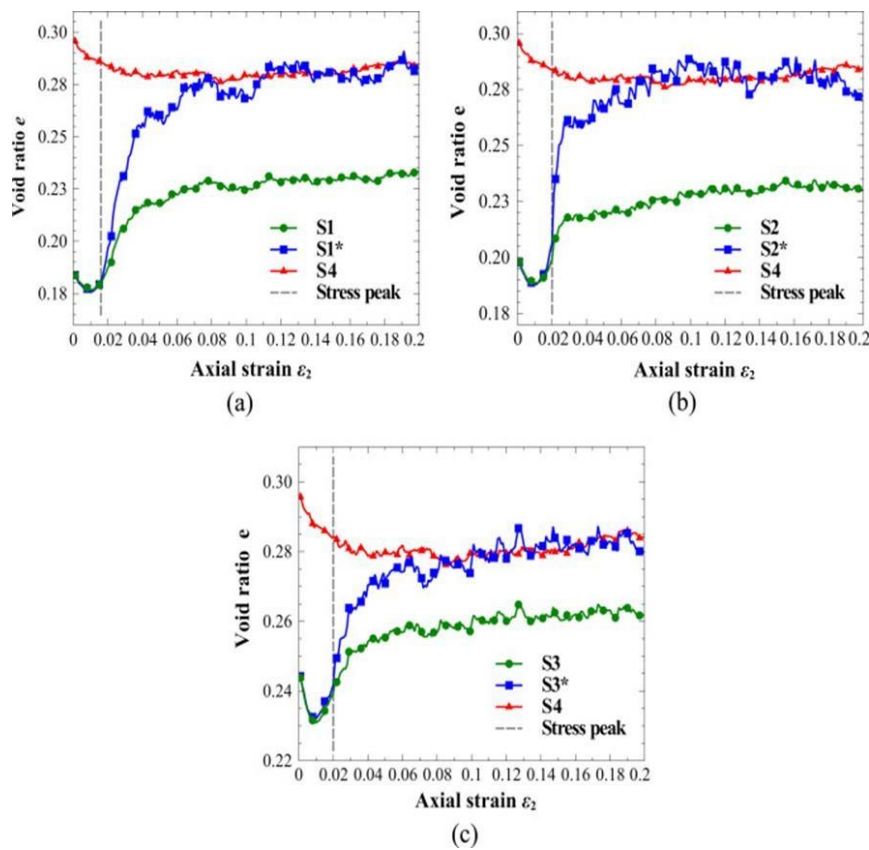 Void ratio e
0.30
0.28
0.25
0.23
0.20
0.18
S1
S1*
S4
Stress peak
0 0.02 0.04 0.06 0.08 0.1 0.12 0.14 0.16 0.18 0.2
Axial strain ε2
(a)
Void ratio e
0.30
0.28
0.25
0.23
0.20
0.18
S2
S2*
S4
Stress peak
0 0.02 0.04 0.06 0.08 0.1 0.12 0.14 0.16 0.18 0.2
Axial strain ε2
(b)
Void ratio e
0.30
0.28
0.26
0.24
0.22
S3
S3*
S4
Stress peak
0 0.02 0.04 0.06 0.08 0.1 0.12 0.14 0.16 0.18 0.2
Axial strain ε2
(c)